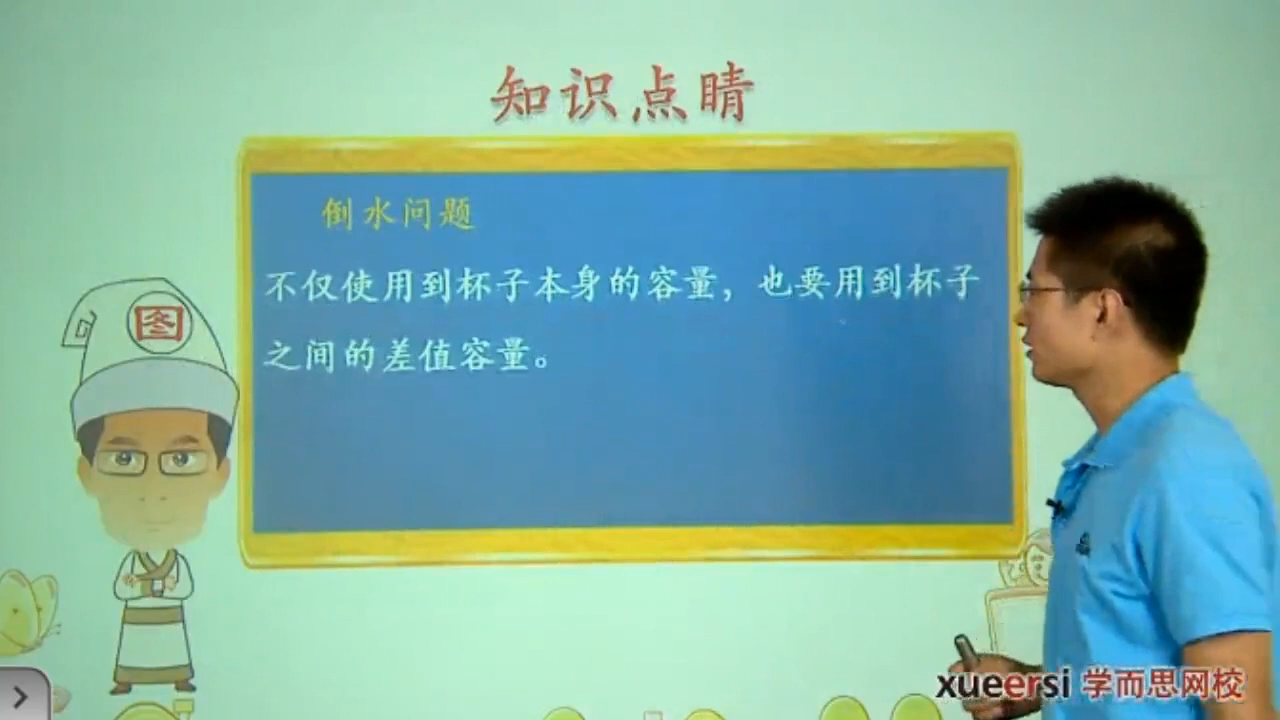 知识点睛
倒水问题
不仅使用到杯子本身的容量，也要用到杯子
之间的差值容量。
图
xueersi 学而思网校